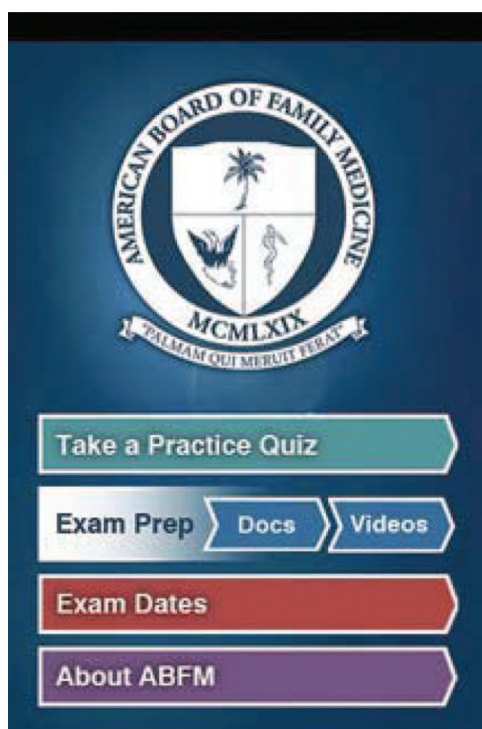 AMERICAN BOARD OF FAMILY MEDICINE
MCMLXIX
"PALMAM QUI MERUIT FERAT"
Take a Practice Quiz
Exam Prep Docs Videos
Exam Dates
About ABFM